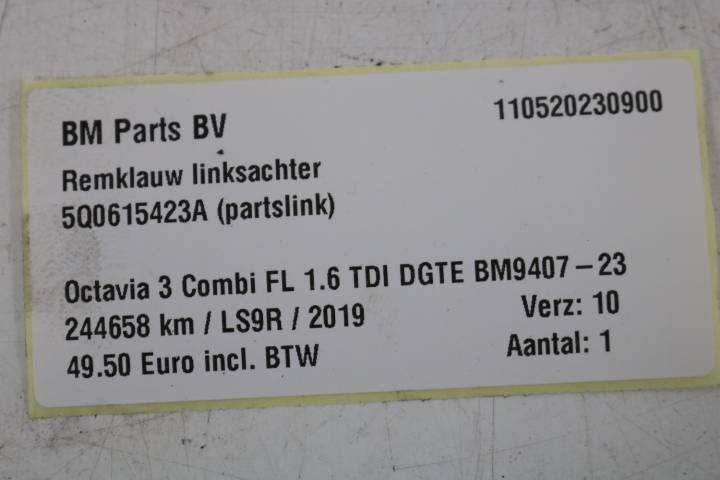 BM Parts BV 110520230900
Remklauw linksachter
5Q0615423A (partslink)
Octavia 3 Combi FL 1.6 TDI DGTE BM9407-23
244658 km / LS9R / 2019 Verz: 10
49.50 Euro incl. BTW Aantal: 1